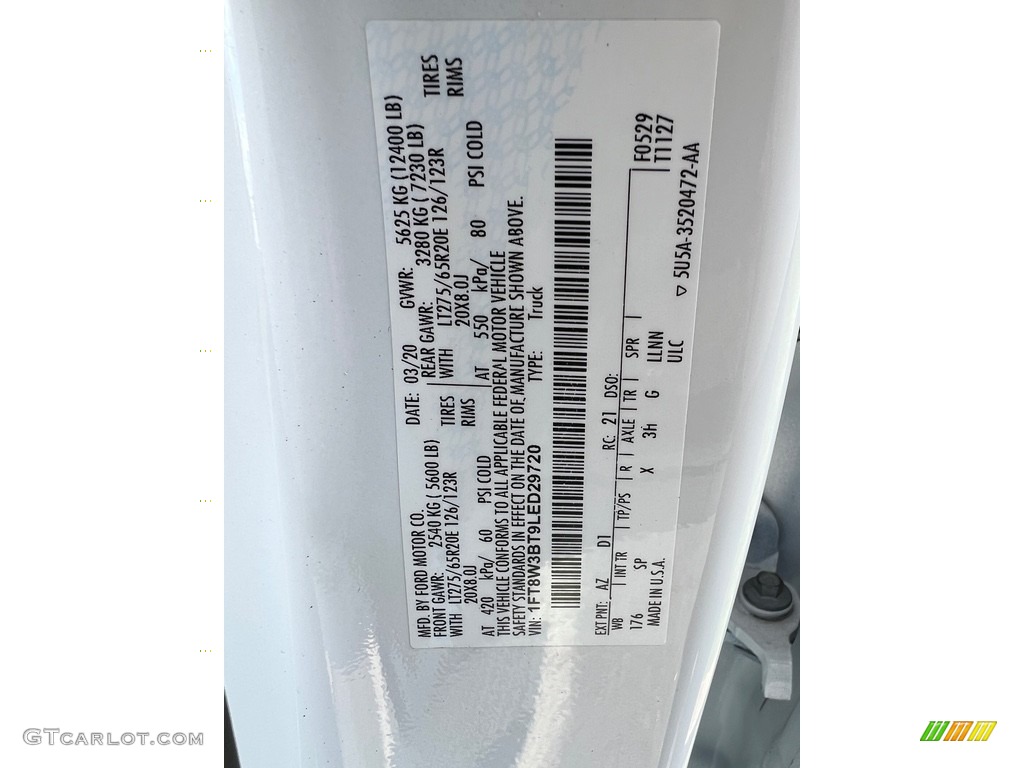 MFD. BY FORD MOTOR CO.
DATE: 03/20 GVWR: 5625 KG (12400 LB)
FRONT GAWR: 2540 KG ( 5600 LB)
REAR GAWR: 3280 KG ( 7230 LB)
WITH LT275/65R20E 126/123R TIRES
WITH LT275/65R20E 126/123R TIRES
20X8.0J RIMS
20X8.0J RIMS
AT 420 kPa/ 60 PSI COLD
AT 550 kPa/ 80 PSI COLD
THIS VEHICLE CONFORMS TO ALL APPLICABLE FEDERAL MOTOR VEHICLE
SAFETY STANDARDS IN EFFECT ON THE DATE OF MANUFACTURE SHOWN ABOVE.
VIN: 1FT8W3BT9LED29720 TYPE: Truck
EXT PNT: AZ D1 RC: 21 DSO: F0529
WB INT TR TP/PS R AXLE TR SPR T1127
176 SP X 3H G LLNN
MADE IN U.S.A. ULC
▽ 5U5A-3520472-AA
GTCarlot.com